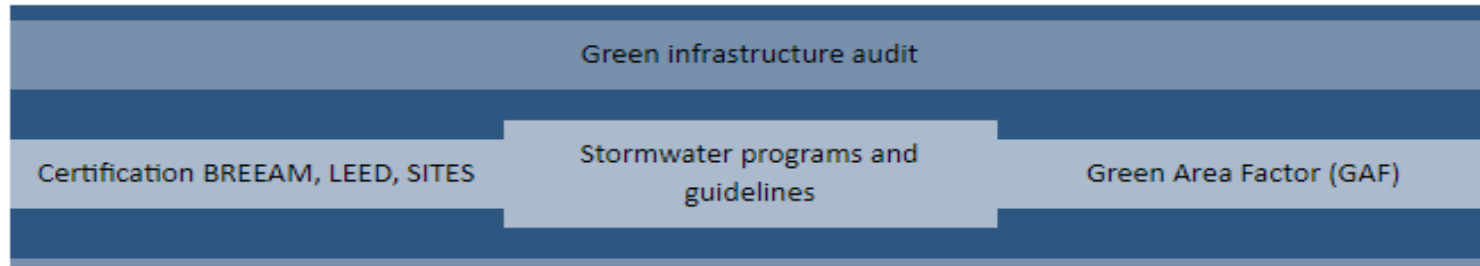 Green infrastructure audit
Certification BREEAM, LEED, SITES
Stormwater programs and
guidelines
Green Area Factor (GAF)